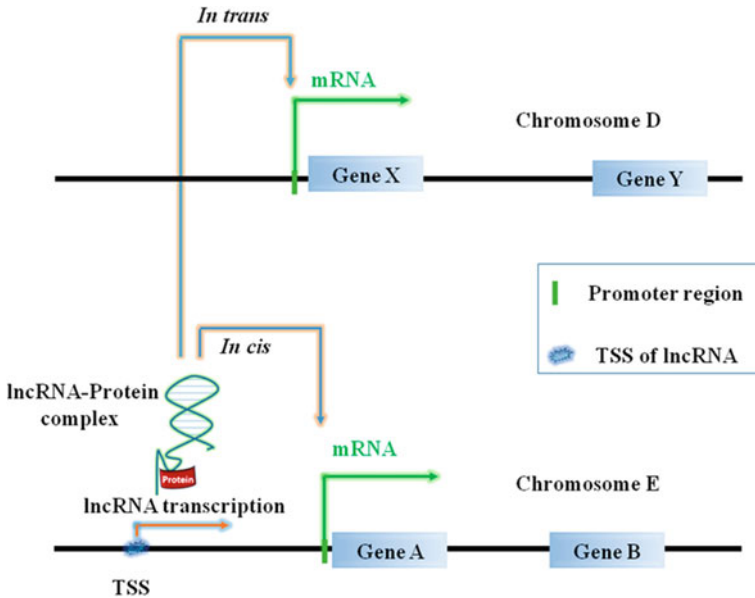 In trans
mRNA
Chromosome D
Gene X
Gene Y
Promoter region
TSS of lncRNA
In cis
lncRNA-Protein
complex
mRNA
Protein
lncRNA transcription
Chromosome E
Gene A
Gene B
TSS